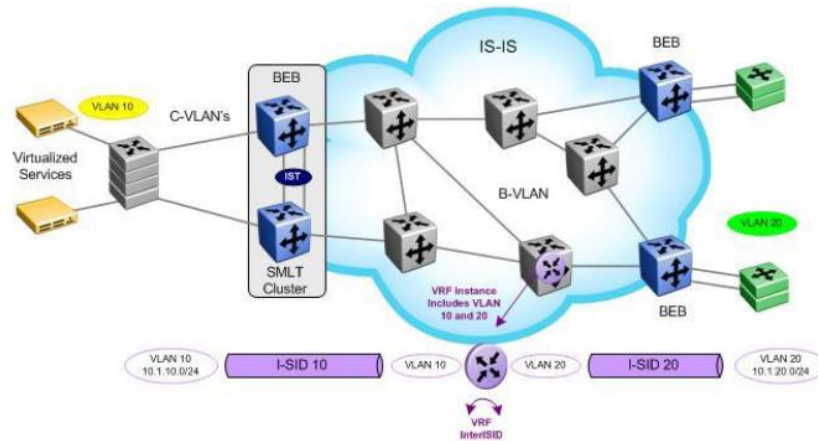 IS-IS
BEB
BEB
VLAN 10
C-VLAN's
Virtualized
Services
IST
B-VLAN
VLAN 20
SMLT
Cluster
VRF Instance
Includes VLAN
10 and 20
BEB
VLAN 10
10.1.10.0/24
I-SID 10
VLAN 10
VLAN 20
I-SID 20
VLAN 20
10.1.20 0/24
VRF
InterISID